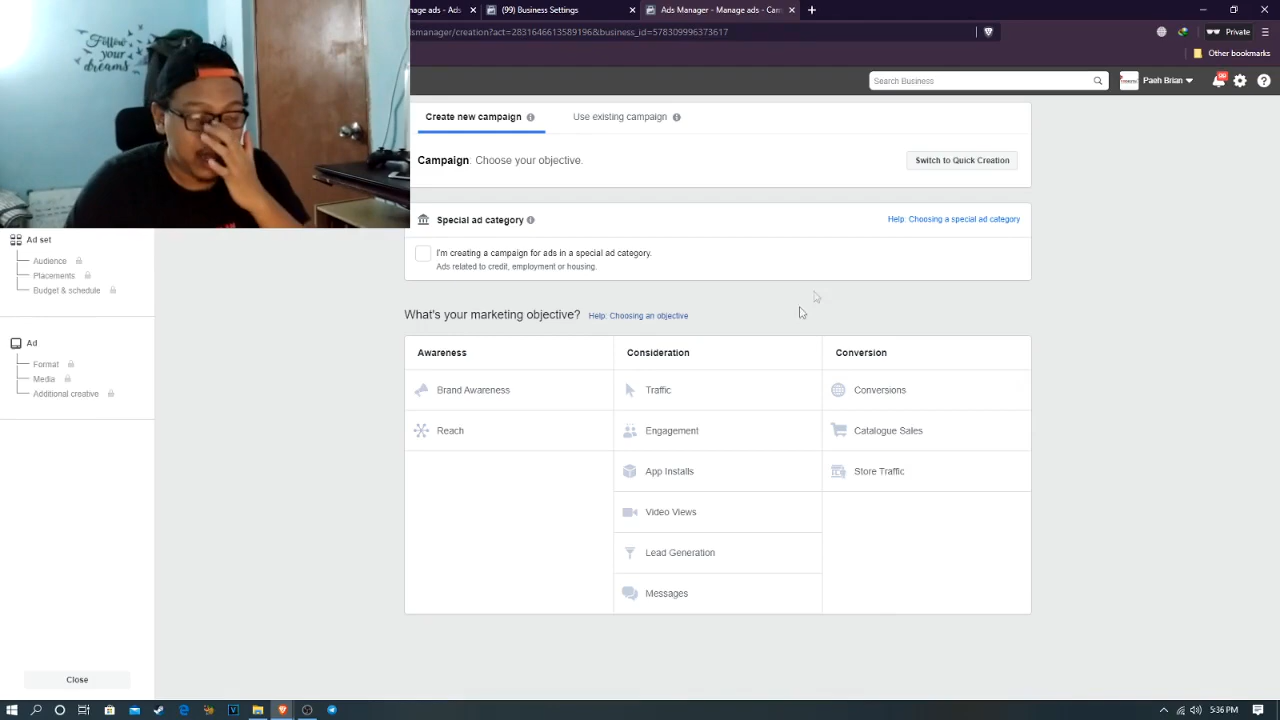 Follow
your
dreams
nage ads - Ads
(99) Business Settings
Ads Manager - Manage ads - Cam
smanager/creation?act=2831646613589196&business_id=578309996373617
Private
Other bookmarks
Search Business
Paeh Brian
Create new campaign
Use existing campaign
Campaign: Choose your objective.
Switch to Quick Creation
Special ad category
Help: Choosing a special ad category
I'm creating a campaign for ads in a special ad category.
Ads related to credit, employment or housing.
Ad set
Audience
Placements
Budget & schedule
Ad
Format
Media
Additional creative
Close
What's your marketing objective?
Help: Choosing an objective
Awareness
Consideration
Conversion
Brand Awareness
Traffic
Conversions
Reach
Engagement
Catalogue Sales
App Installs
Store Traffic
Video Views
Lead Generation
Messages
5:36 PM